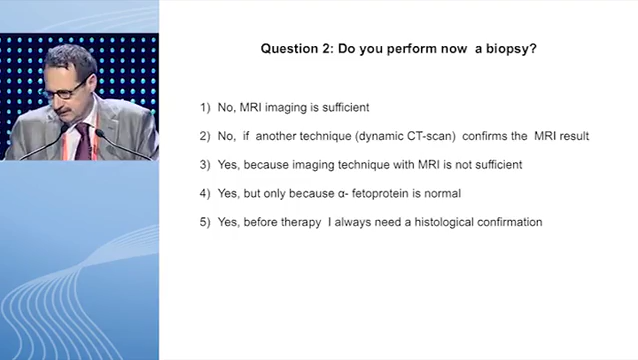 Question 2: Do you perform now a biopsy?
1) No, MRI imaging is sufficient
2) No, if another technique (dynamic CT-scan) confirms the MRI result
3) Yes, because imaging technique with MRI is not sufficient
4) Yes, but only because α- fetoprotein is normal
5) Yes, before therapy I always need a histological confirmation